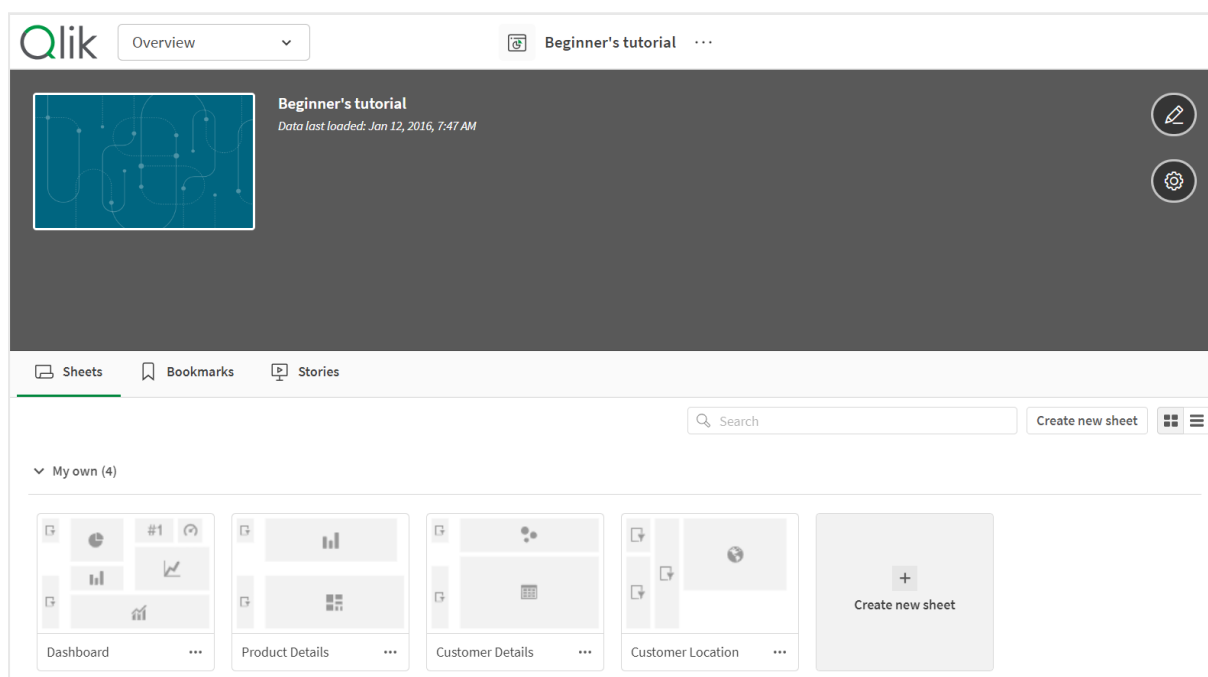 Qlik
Overview
Beginner's tutorial ...
Beginner's tutorial
Data last loaded: Jan 12, 2016, 7:47 AM
Sheets
Bookmarks
Stories
Search
Create new sheet
My own (4)
#1
Create new sheet
Dashboard ...
Product Details ...
Customer Details ...
Customer Location ...